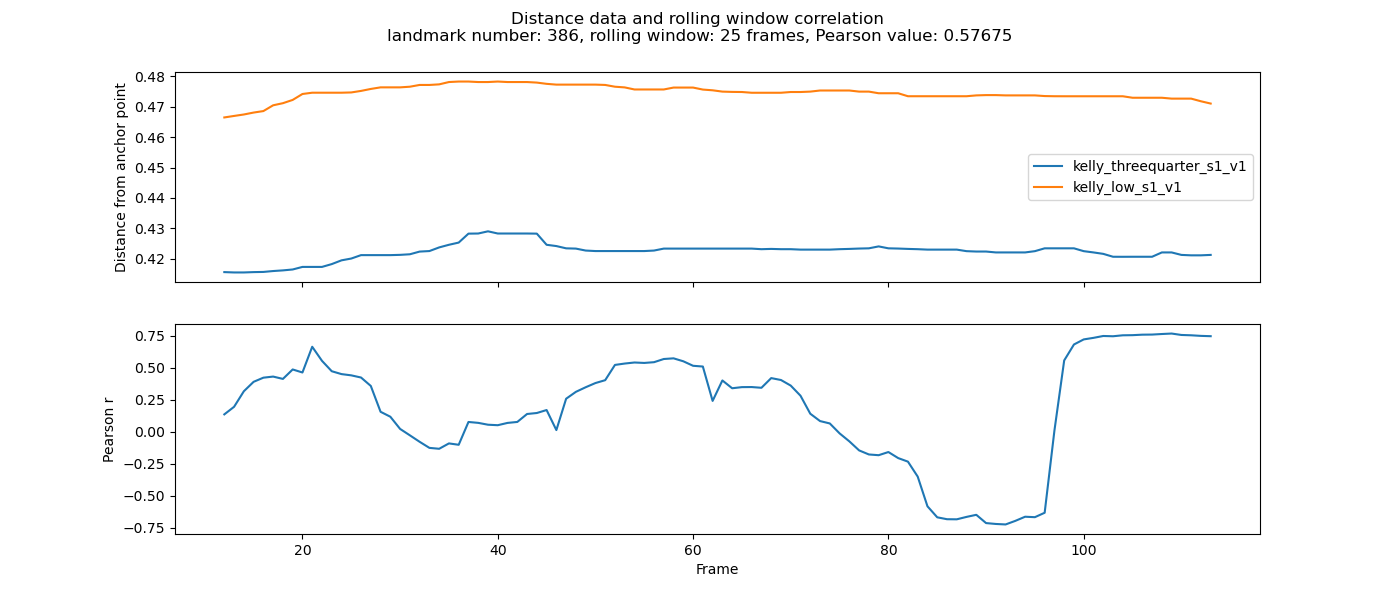 Distance data and rolling window correlation
landmark number: 386, rolling window: 25 frames, Pearson value: 0.57675
Distance from anchor point
0.48
0.47
0.46
0.45
0.44
0.43
0.42
kelly_threequarter_s1_v1
kelly_low_s1_v1
Pearson r
0.75
0.50
0.25
0.00
−0.25
−0.50
−0.75
20
40
60
80
100
Frame